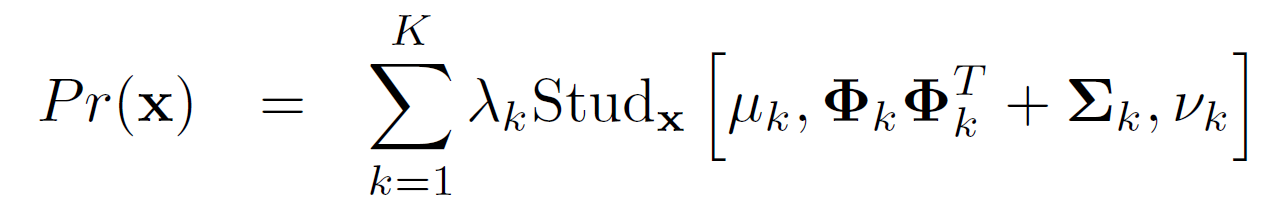 Pr(𝐱) = ∑_{k=1}^{K} λ_k Stud_𝐱 [μ_k, 𝚽_k 𝚽_k^T + 𝚺_k, ν_k]